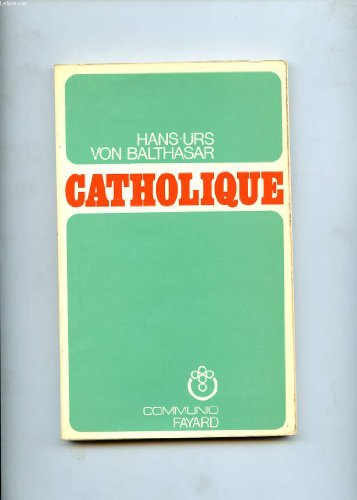 HANS-URS
VON BALTHASAR
CATHOLIQUE
COMMUNIO
FAYARD